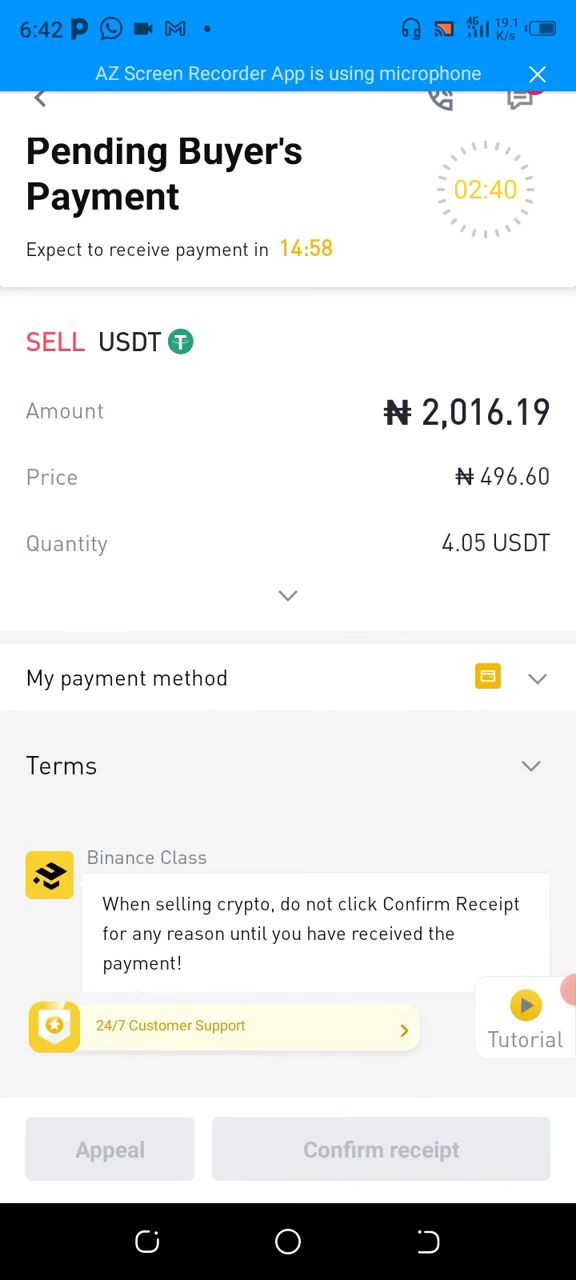 6:42 4G 19.1 K/s
AZ Screen Recorder App is using microphone
Pending Buyer's
Payment
02:40
Expect to receive payment in 14:58
SELL USDT
Amount ₦ 2,016.19
Price ₦ 496.60
Quantity 4.05 USDT
My payment method
Terms
Binance Class
When selling crypto, do not click Confirm Receipt
for any reason until you have received the
payment!
24/7 Customer Support
Tutorial
Appeal Confirm receipt